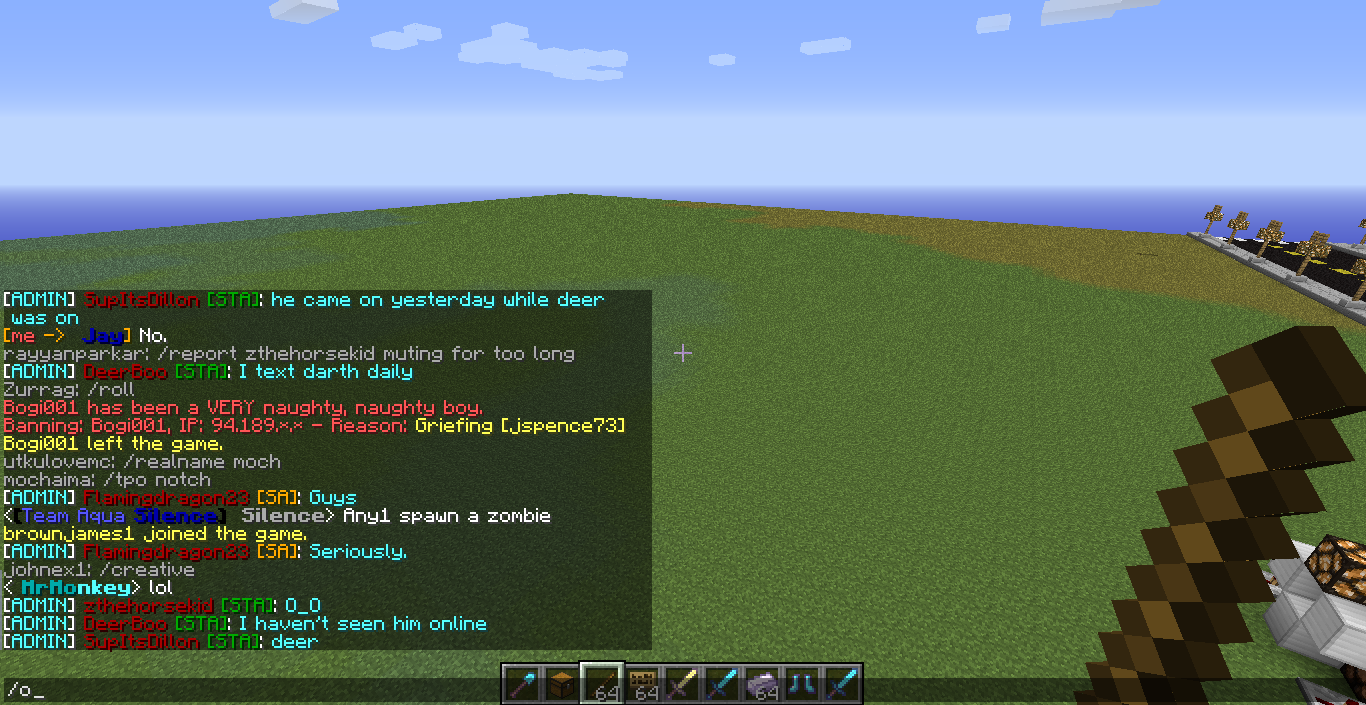 [ADMIN] SupItsDillon [STA]: he came on yesterday while deer
was on
[me -> Jay] No.
rayyanparkar: /report zthehorsekid muting for too long
[ADMIN] DeerBoo [STA]: I text darth daily
Zurrag: /roll
Bogi001 has been a VERY naughty, naughty boy.
Banning: Bogi001, IP: 94.189.×.× - Reason: Griefing [.jspence73]
Bogi001 left the game.
utkulovemc: /realname moch
mochaima: /tpo notch
[ADMIN] Flamingdragon23 [SA]: Guys
<[Team Aqua Silence] Silence> Any1 spawn a zombie
brownjames1 joined the game.
[ADMIN] Flamingdragon23 [SA]: Seriously.
johnex1: /creative
< MrMonkey> lol
[ADMIN] zthehorsekid [STA]: O_O
[ADMIN] DeerBoo [STA]: I haven't seen him online
[ADMIN] SupItsDillon [STA]: deer
64 64 64
/o_